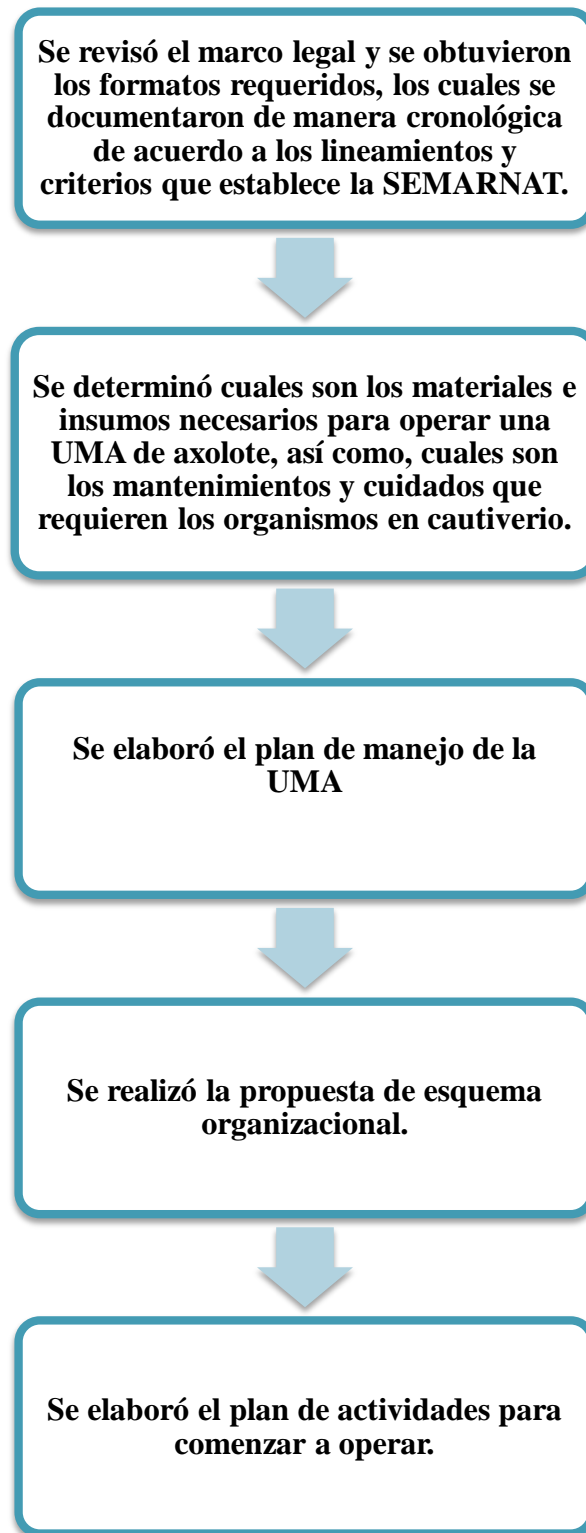 Se revisó el marco legal y se obtuvieron
los formatos requeridos, los cuales se
documentaron de manera cronológica
de acuerdo a los lineamientos y
criterios que establece la SEMARNAT.
Se determinó cuales son los materiales e
insumos necesarios para operar una
UMA de axolote, así como, cuales son
los mantenimientos y cuidados que
requieren los organismos en cautiverio.
Se elaboró el plan de manejo de la
UMA
Se realizó la propuesta de esquema
organizacional.
Se elaboró el plan de actividades para
comenzar a operar.